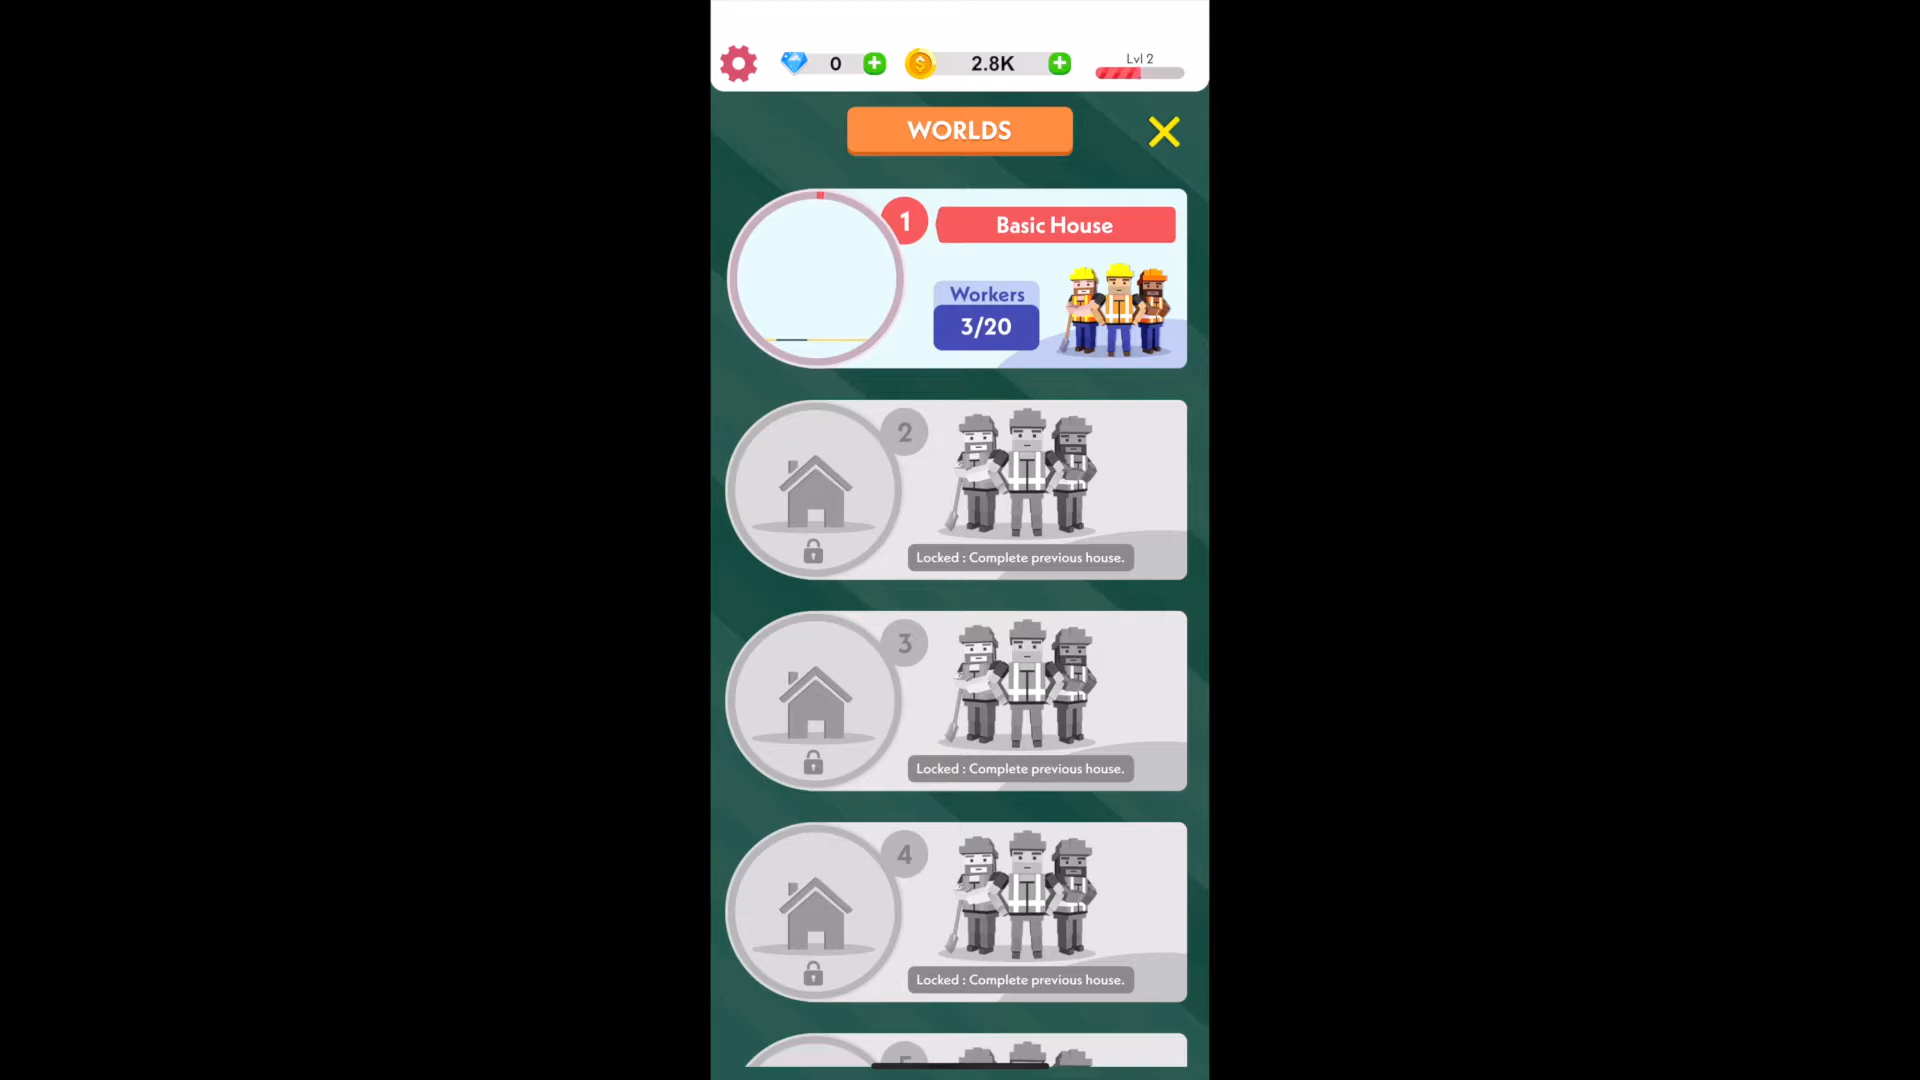 0
2.8K
Lvl 2
WORLDS
1
Basic House
Workers
3/20
2
Locked : Complete previous house.
3
Locked : Complete previous house.
4
Locked : Complete previous house.
5